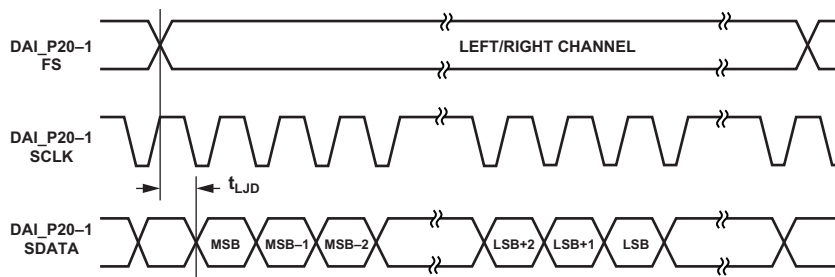 DAI_P20–1
FS
LEFT/RIGHT CHANNEL
DAI_P20–1
SCLK
tLJD
DAI_P20–1
SDATA
MSB
MSB–1
MSB–2
LSB+2
LSB+1
LSB